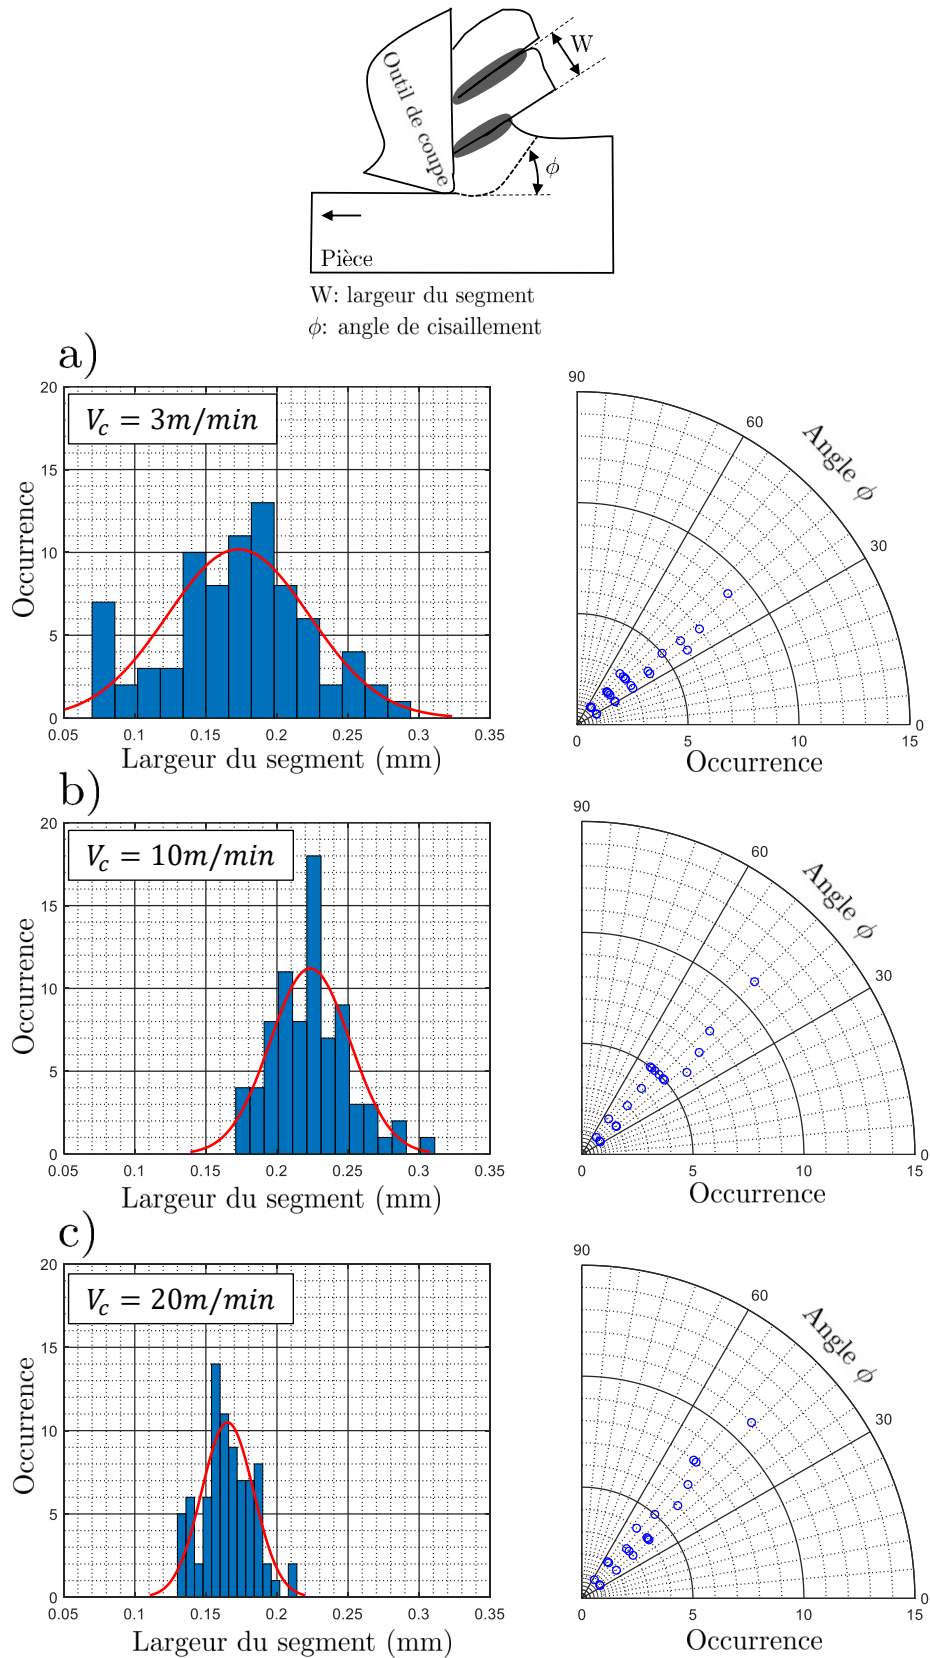 Outil de coupe
W
ϕ
Pièce
W: largeur du segment
ϕ: angle de cisaillement
a)
V_c = 3m/min
Occurrence
20
15
10
5
0
0.05 0.1 0.15 0.2 0.25 0.3 0.35
Largeur du segment (mm)
90
60
Angle ϕ
30
0
0 5 10 15
Occurrence
b)
V_c = 10m/min
Occurrence
20
15
10
5
0
0.05 0.1 0.15 0.2 0.25 0.3 0.35
Largeur du segment (mm)
90
60
Angle ϕ
30
0
0 5 10 15
Occurrence
c)
V_c = 20m/min
Occurrence
20
15
10
5
0
0.05 0.1 0.15 0.2 0.25 0.3 0.35
Largeur du segment (mm)
90
60
Angle ϕ
30
0
0 5 10 15
Occurrence